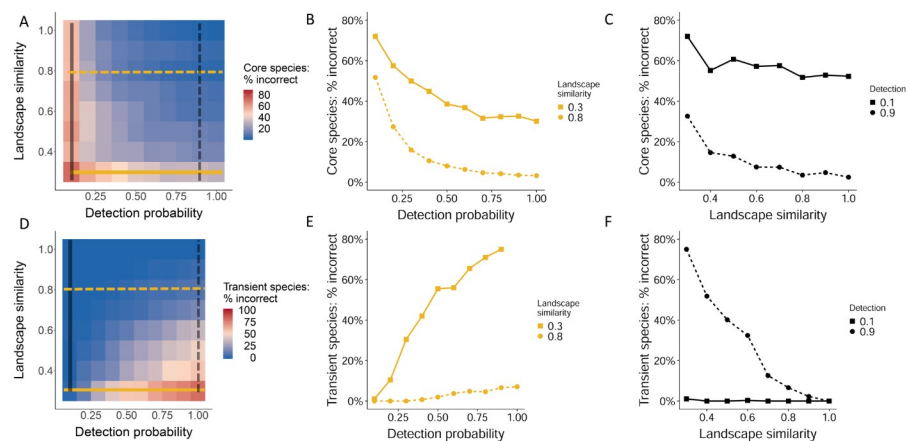 A
Landscape similarity
1.0
0.8
0.6
0.4
0.25
0.50
0.75
1.00
Detection probability
Core species:
% incorrect
80
60
40
20
B
Core species: % incorrect
80%
60%
40%
20%
0%
0.25
0.50
0.75
1.00
Detection probability
Landscape
similarity
0.3
0.8
C
Core species: % incorrect
80%
60%
40%
20%
0%
0.4
0.6
0.8
1.0
Landscape similarity
Detection
0.1
0.9
D
Landscape similarity
1.0
0.8
0.6
0.4
0.25
0.50
0.75
1.00
Detection probability
Transient species:
% incorrect
100
75
50
25
0
E
Transient species: % incorrect
80%
60%
40%
20%
0%
0.25
0.50
0.75
1.00
Detection probability
Landscape
similarity
0.3
0.8
F
Transient species: % incorrect
80%
60%
40%
20%
0%
0.4
0.6
0.8
1.0
Landscape similarity
Detection
0.1
0.9